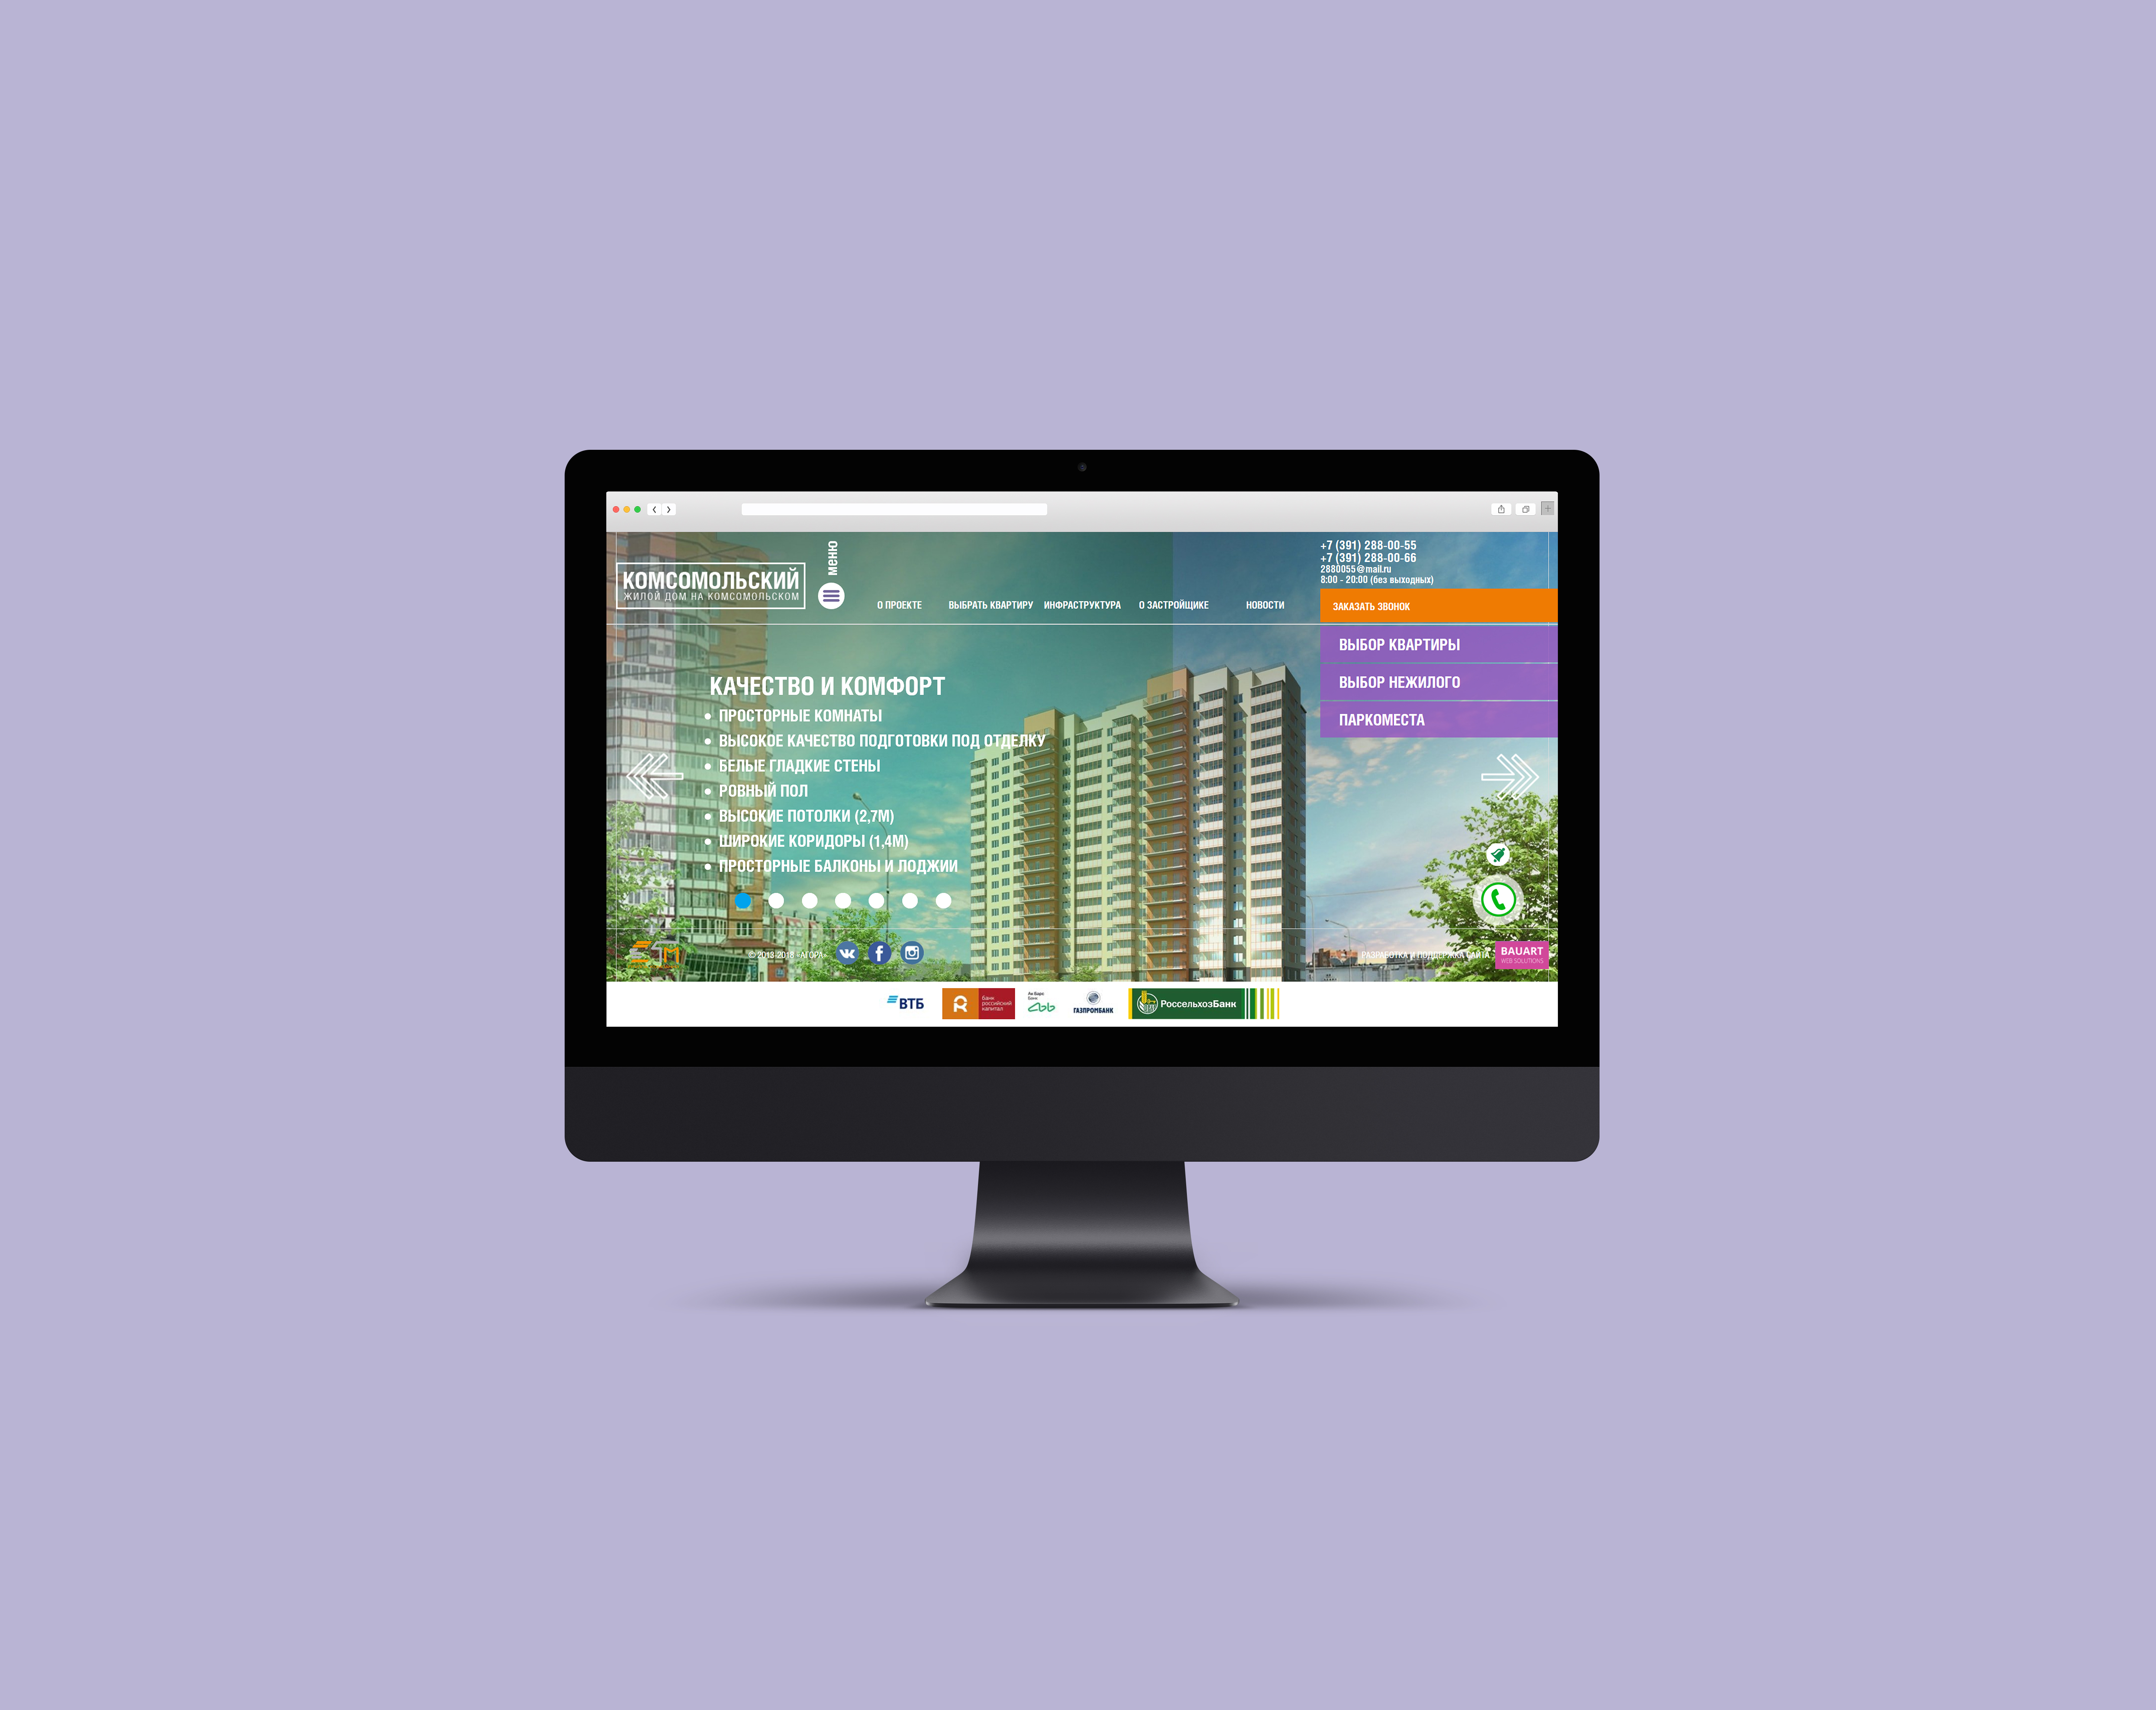 +7 (391) 288-00-55
+7 (391) 288-00-66
2880055@mail.ru
8:00 - 20:00 (без выходных)
КОМСОМОЛЬСКИЙ
ЖИЛОЙ ДОМ НА КОМСОМОЛЬСКОМ
меню
О ПРОЕКТЕ
ВЫБРАТЬ КВАРТИРУ
ИНФРАСТРУКТУРА
О ЗАСТРОЙЩИКЕ
НОВОСТИ
ЗАКАЗАТЬ ЗВОНОК
ВЫБОР КВАРТИРЫ
ВЫБОР НЕЖИЛОГО
ПАРКОМЕСТА
КАЧЕСТВО И КОМФОРТ
ПРОСТОРНЫЕ КОМНАТЫ
ВЫСОКОЕ КАЧЕСТВО ПОДГОТОВКИ ПОД ОТДЕЛКУ
БЕЛЫЕ ГЛАДКИЕ СТЕНЫ
РОВНЫЙ ПОЛ
ВЫСОКИЕ ПОТОЛКИ (2,7М)
ШИРОКИЕ КОРИДОРЫ (1,4М)
ПРОСТОРНЫЕ БАЛКОНЫ И ЛОДЖИИ
© 2013-2018 «АГОРА»
РАЗРАБОТКА И ПОДДЕРЖКА САЙТА
BAUART
WEB SOLUTIONS
ВТБ
банк
российский
капитал
Ак Барс
Банк
ГАЗПРОМБАНК
РоссельхозБанк